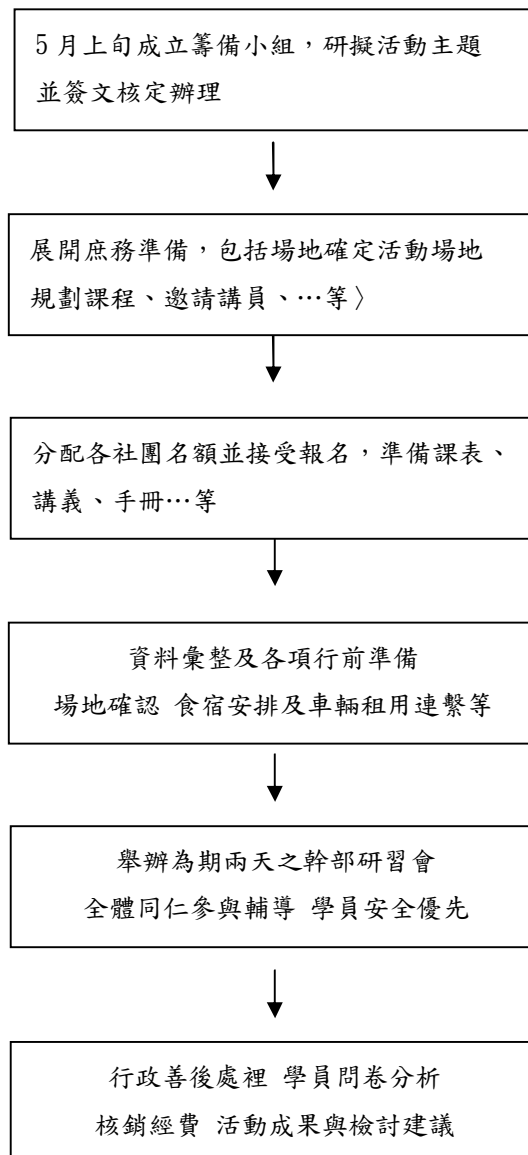 5 月上旬成立籌備小組，研擬活動主題
並簽文核定辦理
展開庶務準備，包括場地確定活動場地
規劃課程、邀請講員、…等〉
分配各社團名額並接受報名，準備課表、
講義、手冊…等
資料彙整及各項行前準備
場地確認 食宿安排及車輛租用連繫等
舉辦為期兩天之幹部研習會
全體同仁參與輔導 學員安全優先
行政善後處裡 學員問卷分析
核銷經費 活動成果與檢討建議